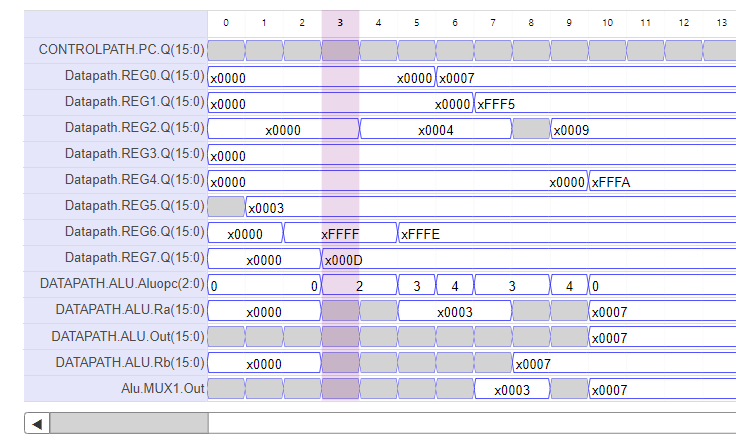 0 1 2 3 4 5 6 7 8 9 10 11 12 13
CONTROLPATH.PC.Q(15:0)
Datapath.REG0.Q(15:0) x0000 x0000 x0007
Datapath.REG1.Q(15:0) x0000 x0000 xFFF5
Datapath.REG2.Q(15:0) x0000 x0004 x0009
Datapath.REG3.Q(15:0) x0000
Datapath.REG4.Q(15:0) x0000 x0000 xFFFA
Datapath.REG5.Q(15:0) x0003
Datapath.REG6.Q(15:0) x0000 xFFFF xFFFE
Datapath.REG7.Q(15:0) x0000 x000D
DATAPATH.ALU.Aluopc(2:0) 0 0 2 3 4 3 4 0
DATAPATH.ALU.Ra(15:0) x0000 x0003 x0007
DATAPATH.ALU.Out(15:0) x0007
DATAPATH.ALU.Rb(15:0) x0000 x0007
Alu.MUX1.Out x0003 x0007